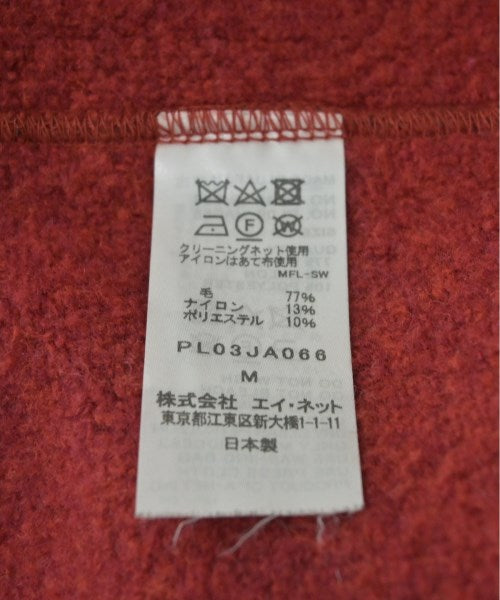 クリーニングネット使用
アイロンはあて布使用
MFL-SW
毛 77%
ナイロン 13%
ポリエステル 10%
PL03JA066
M
株式会社 エイ・ネット
東京都江東区新大橋1-1-11
日本製